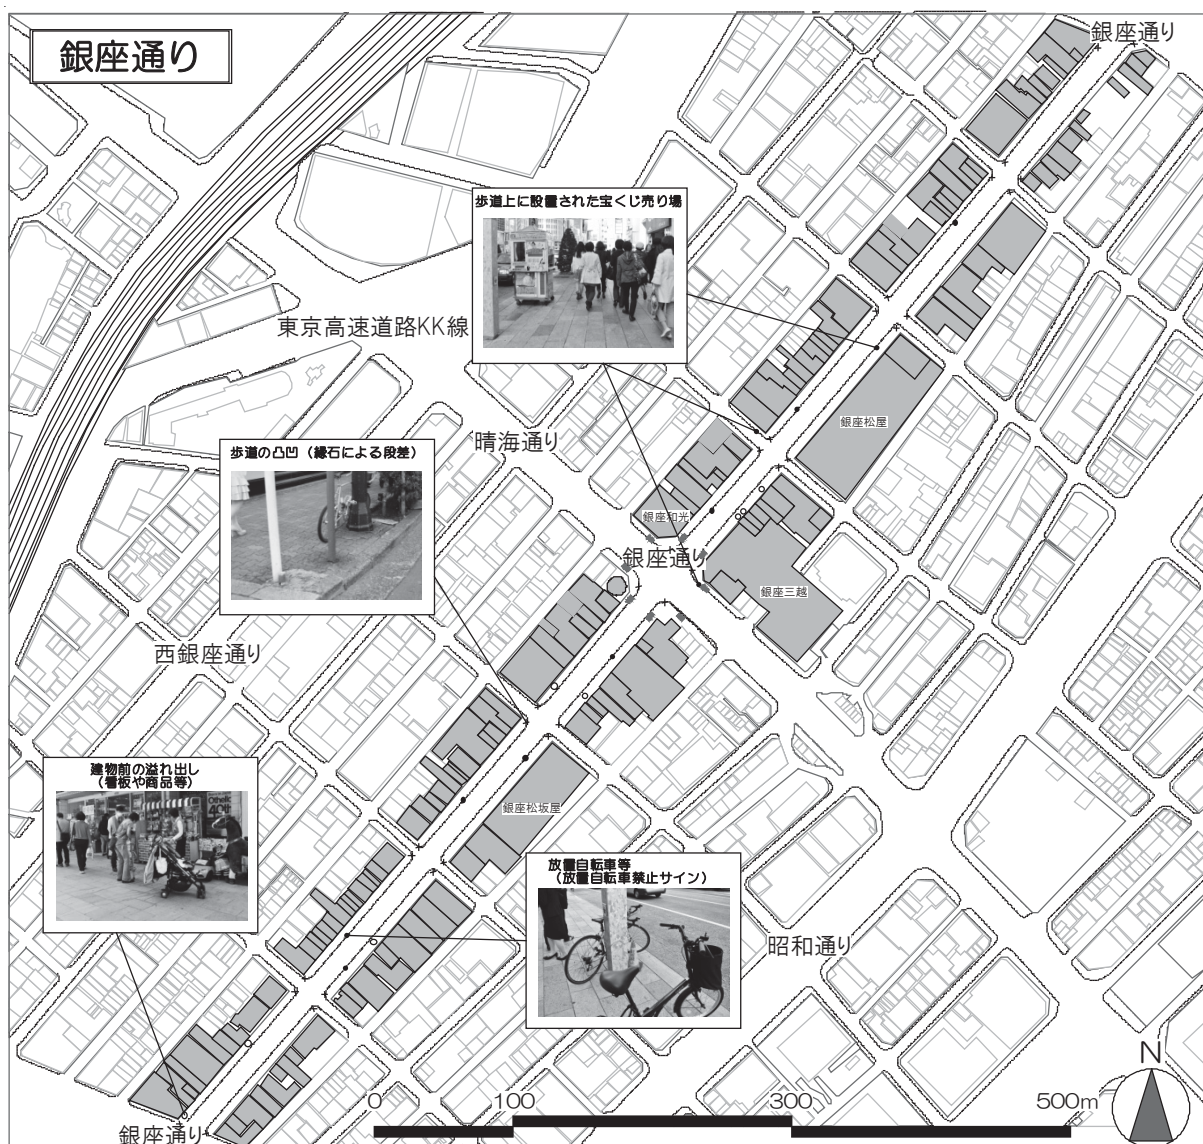 銀座通り
銀座通り
歩道上に設置された宝くじ売り場
東京高速道路KK線
銀座松屋
晴海通り
歩道の凸凹（縁石による段差）
銀座和光
銀座通り
銀座三越
西銀座通り
建物前の溢れ出し
（看板や商品等）
40th
銀座松坂屋
放置自転車等
（放置自転車禁止サイン）
昭和通り
N
0 100 300 500m
銀座通り